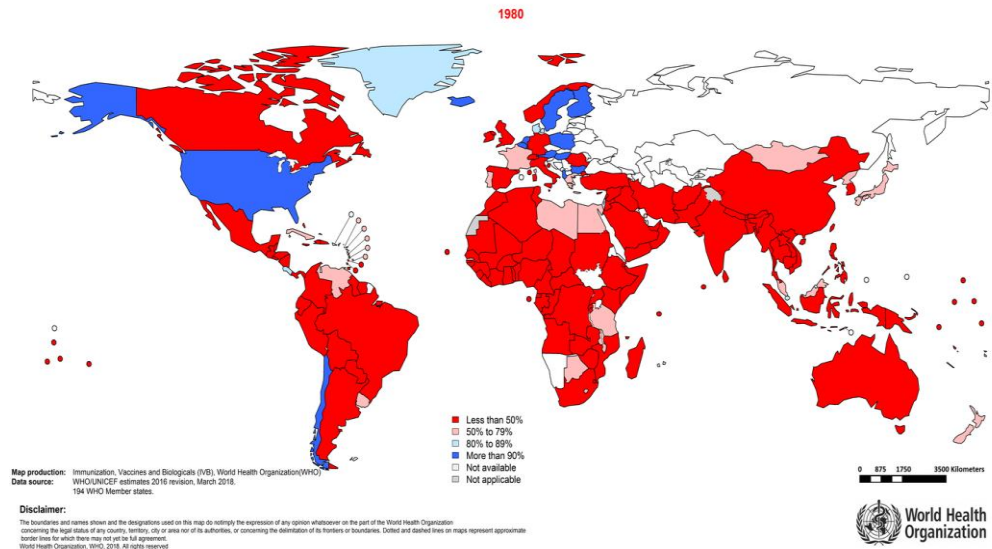 1980
Less than 50%
50% to 79%
80% to 89%
More than 90%
Not available
Not applicable
Map production: Immunization, Vaccines and Biologicals (IVB), World Health Organization(WHO)
Data source: WHO/UNICEF estimates 2016 revision, March 2018.
194 WHO Member states.
0 875 1750 3500 Kilometers
Disclaimer:
The boundaries and names shown and the designations used on this map do notimply the expression of any opinion whatsoever on the part of the World Health Organization
concerning the legal status of any country, territory, city or area nor of its authorities, or concerning the delimitation of its frontiers or boundaries. Dotted and dashed lines on maps represent approximate
border lines for which there may not yet be full agreement.
World Health Organization, WHO, 2018. All rights reserved
World Health
Organization